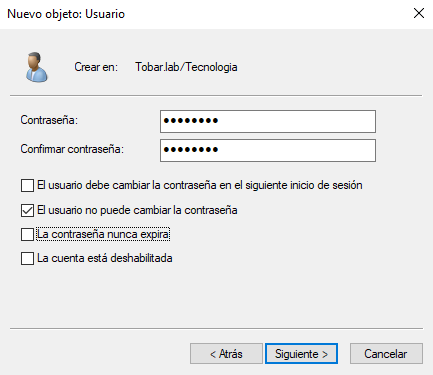 Nuevo objeto: Usuario
Crear en: Tobar.lab/Tecnologia
Contraseña: ●●●●●●●●
Confirmar contraseña: ●●●●●●●●
El usuario debe cambiar la contraseña en el siguiente inicio de sesión
El usuario no puede cambiar la contraseña
La contraseña nunca expira
La cuenta está deshabilitada
< Atrás Siguiente > Cancelar